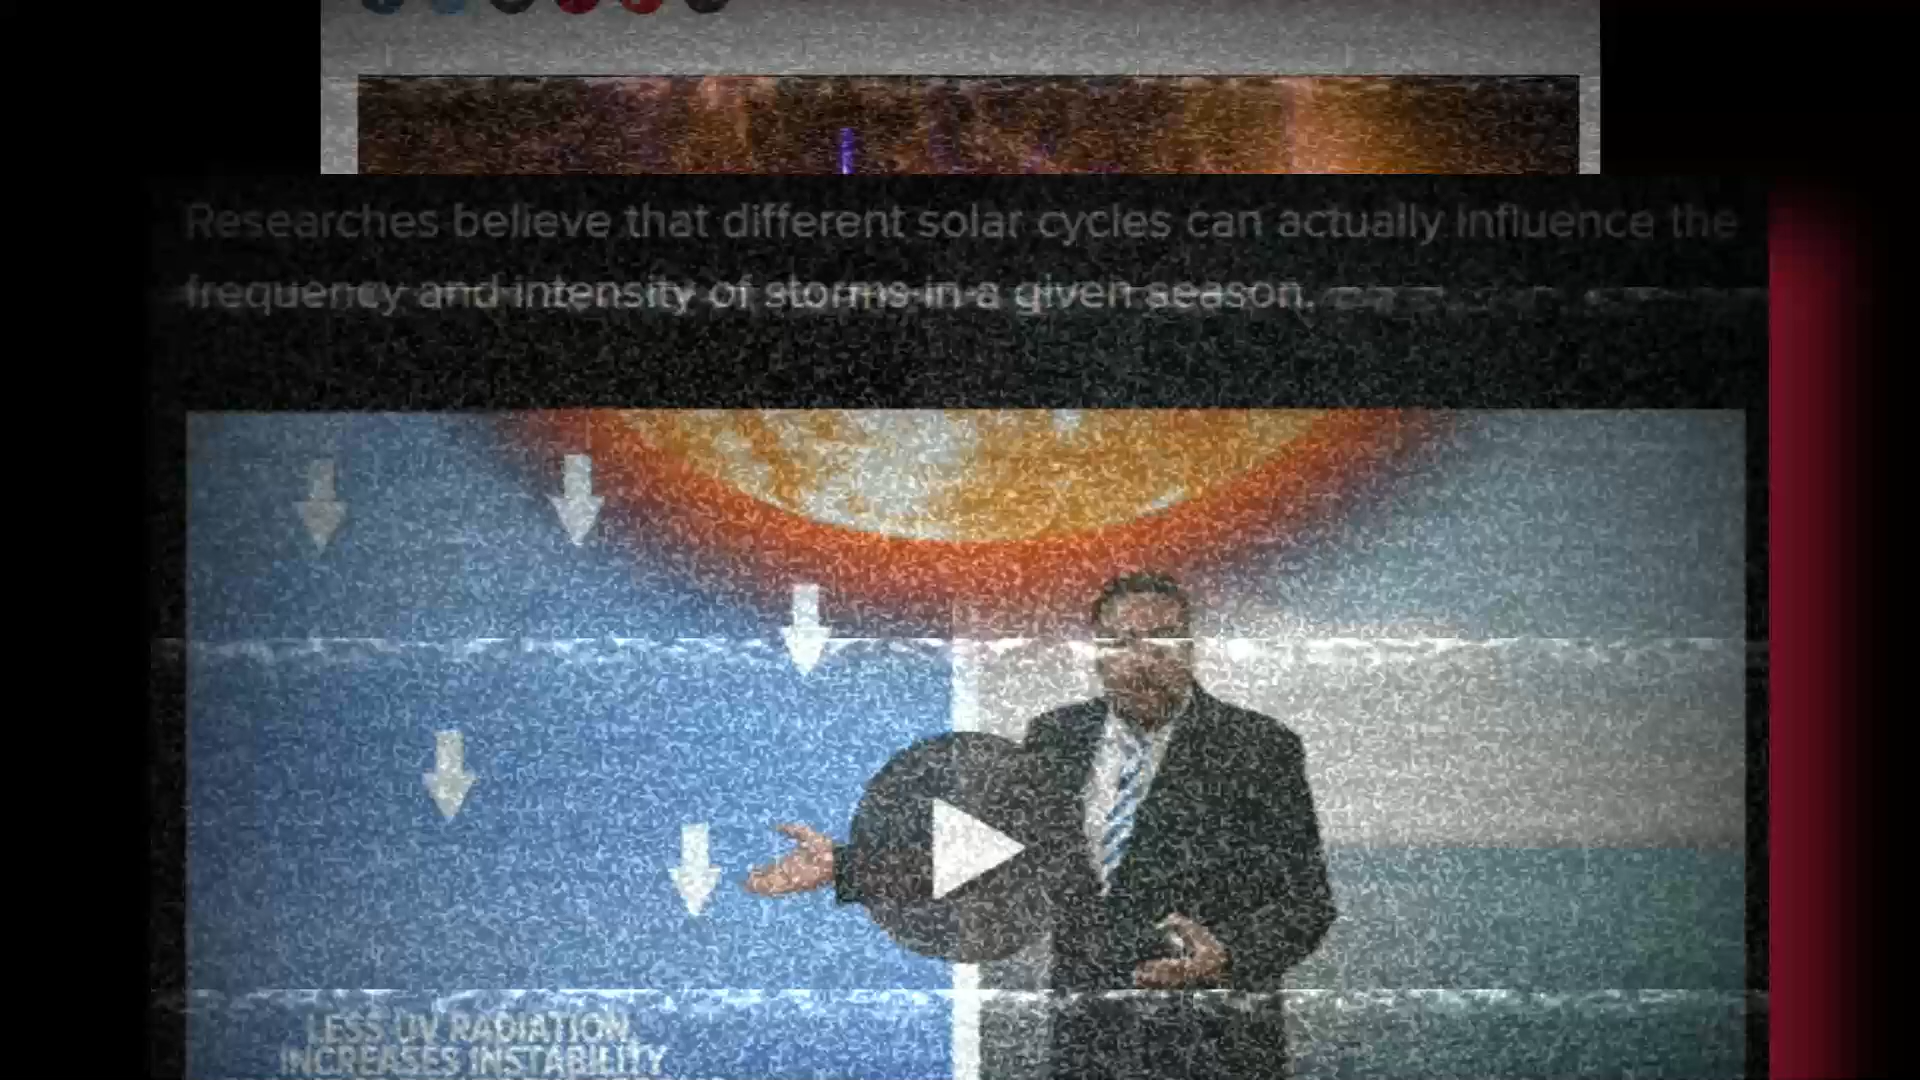 Researches believe that different solar cycles can actually influence the
frequency and intensity of storms in a given season.
LESS UV RADIATION
INCREASES INSTABILITY